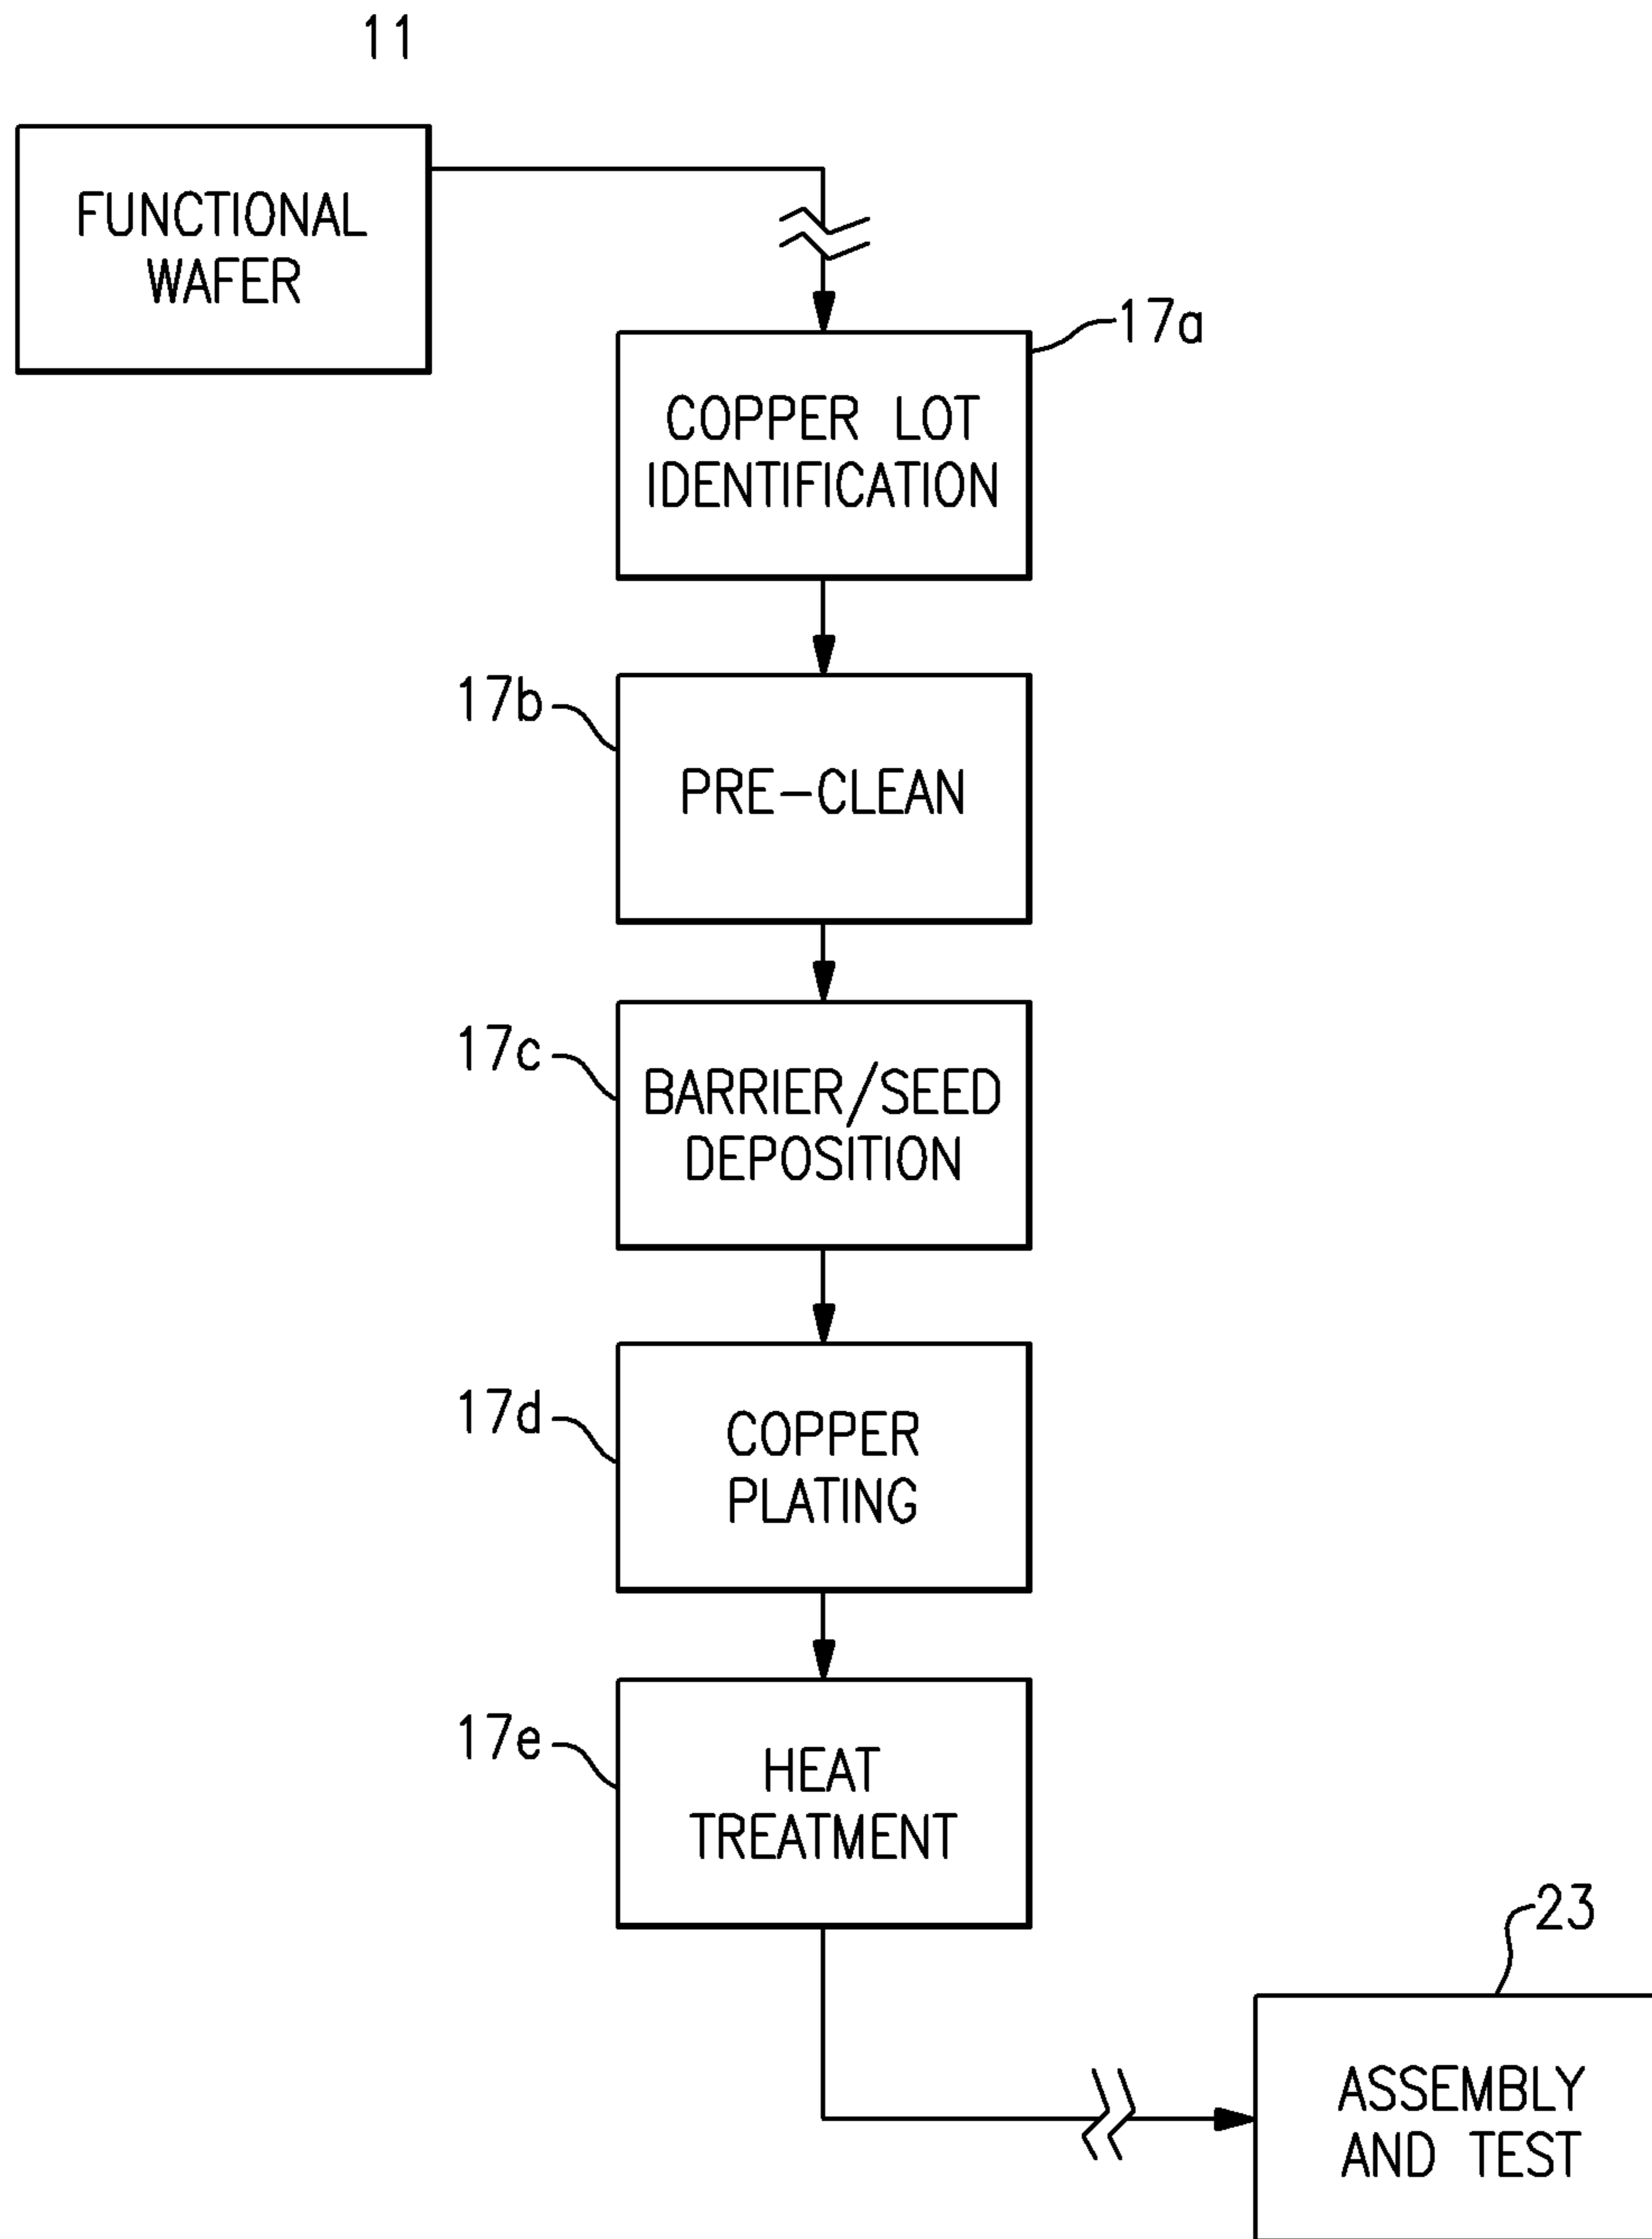 11
FUNCTIONAL
WAFER
17a
COPPER LOT
IDENTIFICATION
17b
PRE-CLEAN
17c
BARRIER/SEED
DEPOSITION
17d
COPPER
PLATING
17e
HEAT
TREATMENT
23
ASSEMBLY
AND TEST